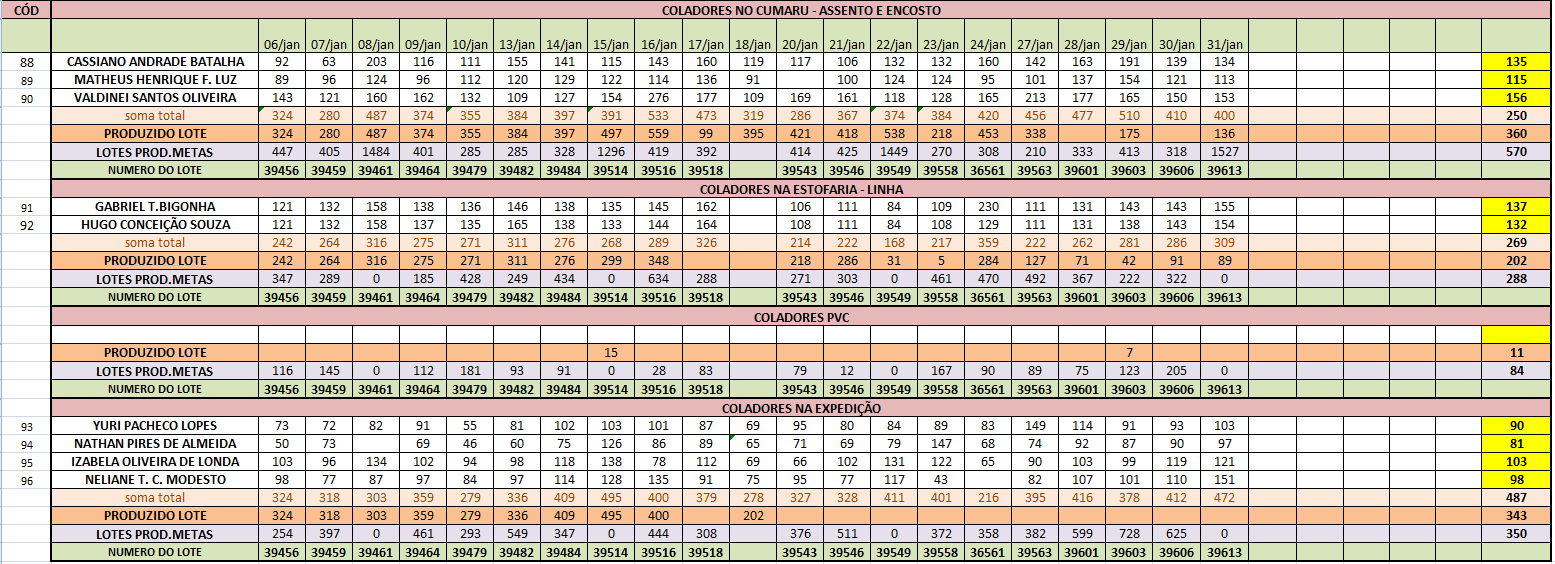 CÓD COLADORES NO CUMARU - ASSENTO E ENCOSTO
06/jan 07/jan 08/jan 09/jan 10/jan 13/jan 14/jan 15/jan 16/jan 17/jan 18/jan 20/jan 21/jan 22/jan 23/jan 24/jan 27/jan 28/jan 29/jan 30/jan 31/jan
88 CASSIANO ANDRADE BATALHA 92 63 203 116 111 155 141 115 143 160 119 117 106 132 132 160 142 163 191 139 134 135
89 MATHEUS HENRIQUE F. LUZ 89 96 124 96 112 120 129 122 114 136 91 100 124 124 95 101 137 154 121 113 115
90 VALDINEI SANTOS OLIVEIRA 143 121 160 162 132 109 127 154 276 177 109 169 161 118 128 165 213 177 165 150 153 156
soma total 324 280 487 374 355 384 397 391 533 473 319 286 367 374 384 420 456 477 510 410 400 250
PRODUZIDO LOTE 324 280 487 374 355 384 397 497 559 99 395 421 418 538 218 453 338 175 136 360
LOTES PROD.METAS 447 405 1484 401 285 285 328 1296 419 392 414 425 1449 270 308 210 333 413 318 1527 570
NUMERO DO LOTE 39456 39459 39461 39464 39479 39482 39484 39514 39516 39518 39543 39546 39549 39558 36561 39563 39601 39603 39606 39613
COLADORES NA ESTOFARIA - LINHA
91 GABRIEL T.BIGONHA 121 132 158 138 136 146 138 135 145 162 106 111 84 109 230 111 131 143 143 155 137
92 HUGO CONCEIÇÃO SOUZA 121 132 158 137 135 165 138 133 144 164 108 111 84 108 129 111 131 138 143 154 132
soma total 242 264 316 275 271 311 276 268 289 326 214 222 168 217 359 222 262 281 286 309 269
PRODUZIDO LOTE 242 264 316 275 271 311 276 299 348 218 286 31 5 284 127 71 42 91 89 202
LOTES PROD.METAS 347 289 0 185 428 249 434 0 634 288 271 303 0 461 470 492 367 222 322 0 288
NUMERO DO LOTE 39456 39459 39461 39464 39479 39482 39484 39514 39516 39518 39543 39546 39549 39558 36561 39563 39601 39603 39606 39613
COLADORES PVC
PRODUZIDO LOTE 15 7 11
LOTES PROD.METAS 116 145 0 112 181 93 91 0 28 83 79 12 0 167 90 89 75 123 205 0 84
NUMERO DO LOTE 39456 39459 39461 39464 39479 39482 39484 39514 39516 39518 39543 39546 39549 39558 36561 39563 39601 39603 39606 39613
COLADORES NA EXPEDIÇÃO
93 YURI PACHECO LOPES 73 72 82 91 55 81 102 103 101 87 69 95 80 84 89 83 149 114 91 93 103 90
94 NATHAN PIRES DE ALMEIDA 50 73 69 46 60 75 126 86 89 65 71 69 79 147 68 74 92 87 90 97 81
95 IZABELA OLIVEIRA DE LONDA 103 96 134 102 94 98 118 138 78 112 69 66 102 131 122 65 90 103 99 119 121 103
96 NELIANE T. C. MODESTO 98 77 87 97 84 97 114 128 135 91 75 95 77 117 43 82 107 101 110 151 98
soma total 324 318 303 359 279 336 409 495 400 379 278 327 328 411 401 216 395 416 378 412 472 487
PRODUZIDO LOTE 324 318 303 359 279 336 409 495 400 202 343
LOTES PROD.METAS 254 397 0 461 293 549 347 0 444 308 376 511 0 372 358 382 599 728 625 0 350
NUMERO DO LOTE 39456 39459 39461 39464 39479 39482 39484 39514 39516 39518 39543 39546 39549 39558 36561 39563 39601 39603 39606 39613